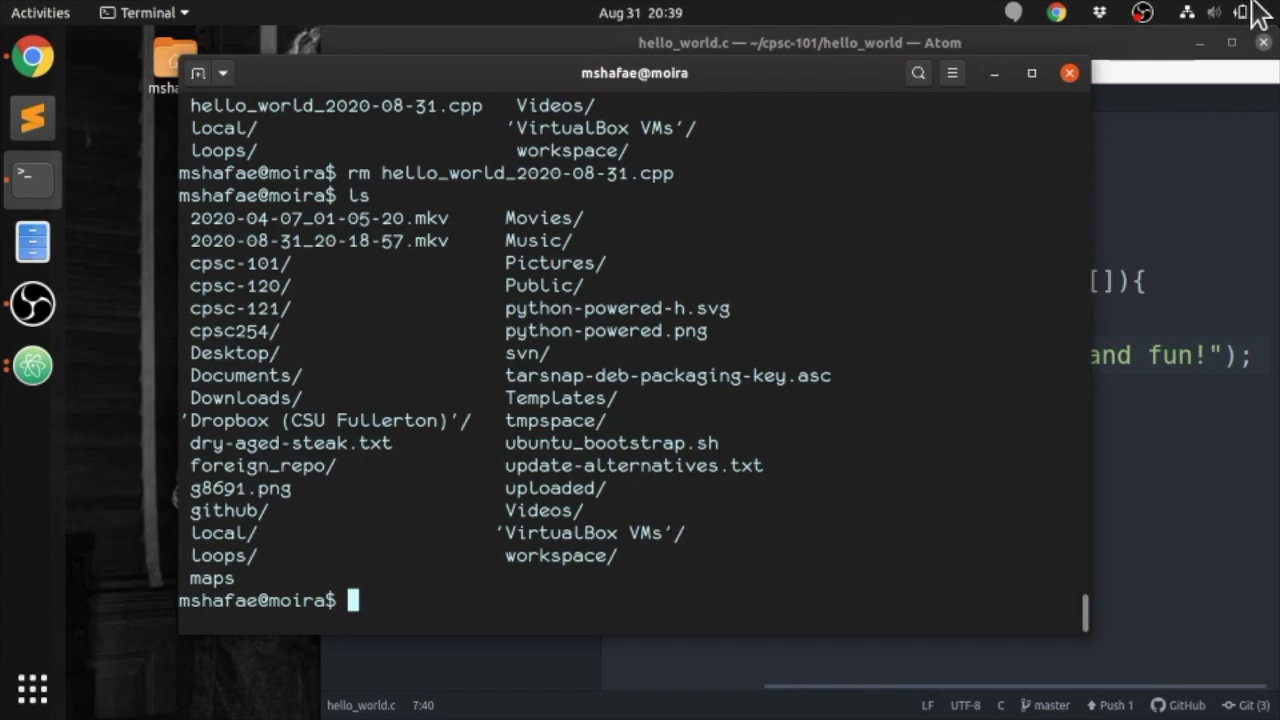 Activities Terminal Aug 31 20:39
hello_world.c — ~/cpsc-101/hello_world — Atom
mshafae@moira
hello_world_2020-08-31.cpp Videos/
Local/ 'VirtualBox VMs'/
Loops/ workspace/
mshafae@moira$ rm hello_world_2020-08-31.cpp
mshafae@moira$ ls
2020-04-07_01-05-20.mkv Movies/
2020-08-31_20-18-57.mkv Music/
cpsc-101/ Pictures/
cpsc-120/ Public/
cpsc-121/ python-powered-h.svg
cpsc254/ python-powered.png
Desktop/ svn/
Documents/ tarsnap-deb-packaging-key.asc
Downloads/ Templates/
'Dropbox (CSU Fullerton)'/ tmpspace/
dry-aged-steak.txt ubuntu_bootstrap.sh
foreign_repo/ update-alternatives.txt
g8691.png uploaded/
github/ Videos/
Local/ 'VirtualBox VMs'/
Loops/ workspace/
maps
mshafae@moira$
msh
[]){
and fun!");
hello_world.c 7:40 LF UTF-8 C master Push 1 GitHub Git (3)